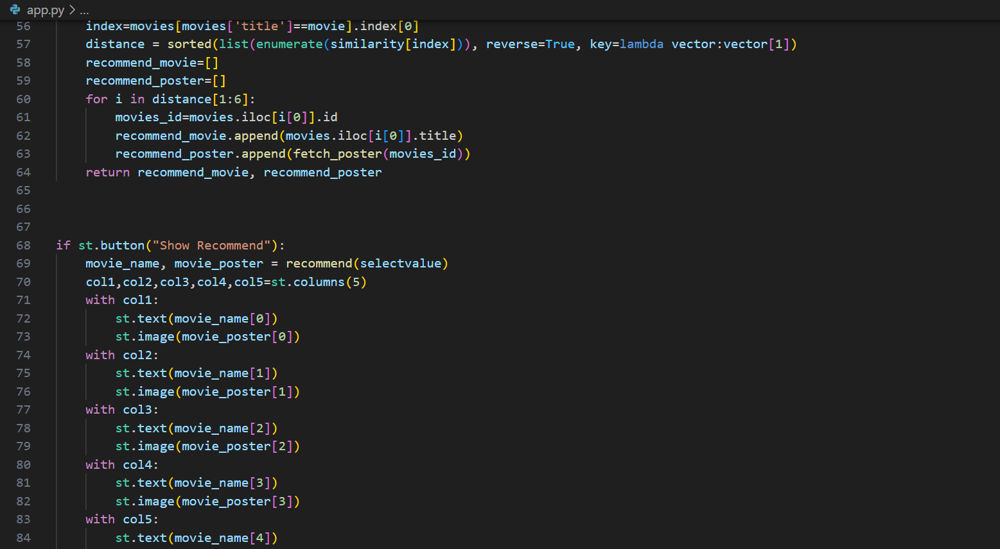 app.py > ...
56 index=movies[movies['title']==movie].index[0]
57 distance = sorted(list(enumerate(similarity[index])), reverse=True, key=lambda vector:vector[1])
58 recommend_movie=[]
59 recommend_poster=[]
60 for i in distance[1:6]:
61 movies_id=movies.iloc[i[0]].id
62 recommend_movie.append(movies.iloc[i[0]].title)
63 recommend_poster.append(fetch_poster(movies_id))
64 return recommend_movie, recommend_poster
65
66
67
68 if st.button("Show Recommend"):
69 movie_name, movie_poster = recommend(selectvalue)
70 col1,col2,col3,col4,col5=st.columns(5)
71 with col1:
72 st.text(movie_name[0])
73 st.image(movie_poster[0])
74 with col2:
75 st.text(movie_name[1])
76 st.image(movie_poster[1])
77 with col3:
78 st.text(movie_name[2])
79 st.image(movie_poster[2])
80 with col4:
81 st.text(movie_name[3])
82 st.image(movie_poster[3])
83 with col5:
84 st.text(movie_name[4])